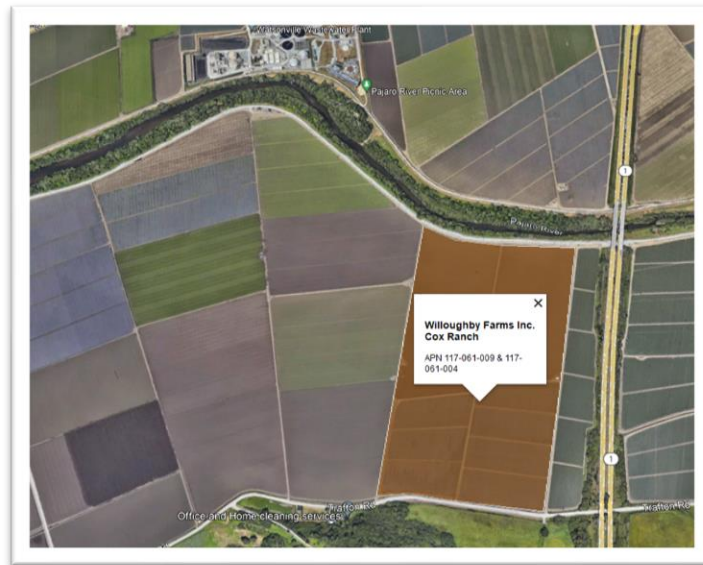 Watsonville Wastewater Plant
Pajaro River Picnic Area
1
Pajaro River
×
Willoughby Farms Inc.
Cox Ranch
APN 117-061-009 & 117-
061-004
1
Trafton Rd
Office and Home cleaning services
Trafton Rd
Rd